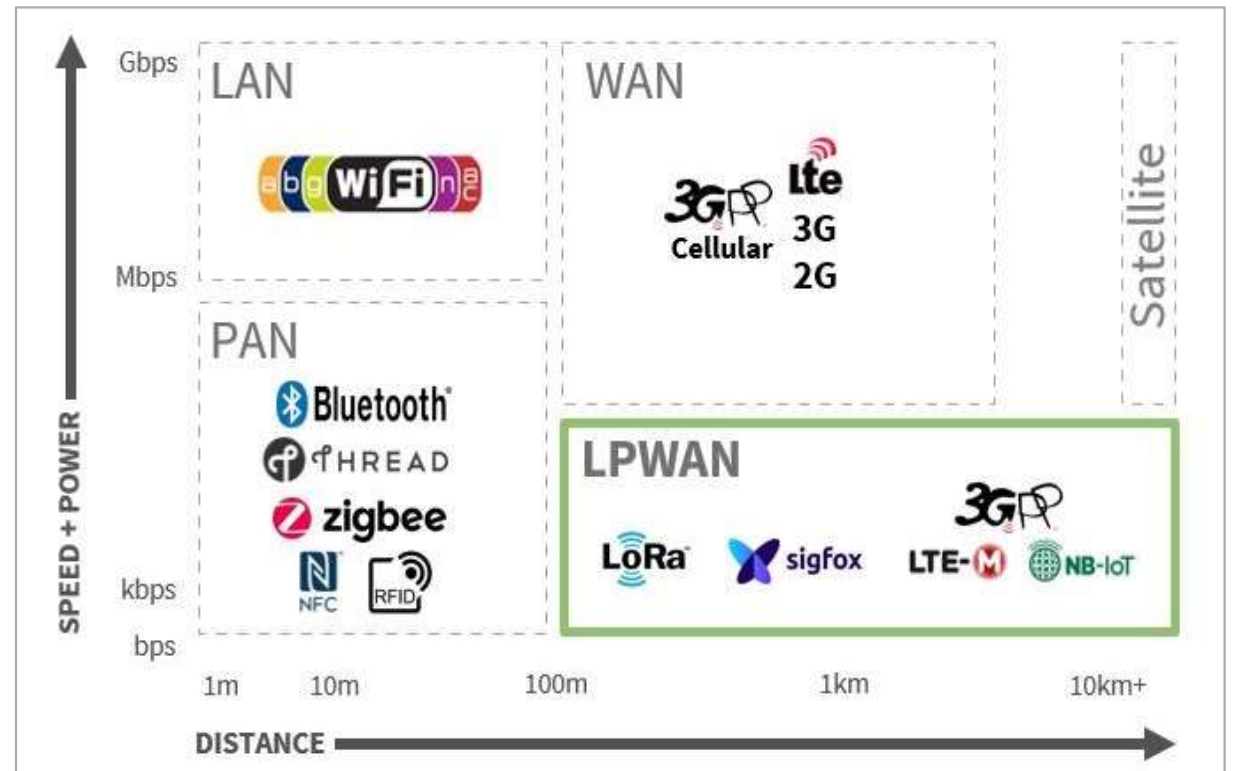 Gbps
LAN
WAN
Satellite
a b g WiFi n ac
Lte
3GPP
Cellular
3G
2G
Mbps
PAN
Bluetooth
THREAD
zigbee
NFC
RFID
LPWAN
3GPP
LoRa
sigfox
LTE-M
NB-IoT
SPEED + POWER
kbps
bps
1m 10m 100m 1km 10km+
DISTANCE